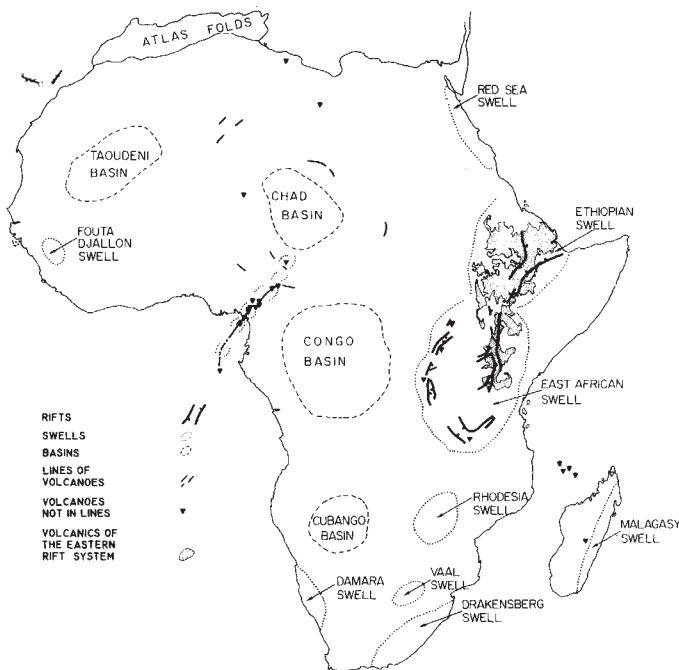 ATLAS FOLDS
RED SEA
SWELL
TAOUDENI
BASIN
CHAD
BASIN
FOUTA
DJALLON
SWELL
ETHIOPIAN
SWELL
CONGO
BASIN
EAST AFRICAN
SWELL
RIFTS
SWELLS
BASINS
LINES OF
VOLCANOES
VOLCANOES
NOT IN LINES
VOLCANICS OF
THE EASTERN
RIFT SYSTEM
CUBANGO
BASIN
RHODESIA
SWELL
MALAGASY
SWELL
DAMARA
SWELL
VAAL
SWELL
DRAKENSBERG
SWELL